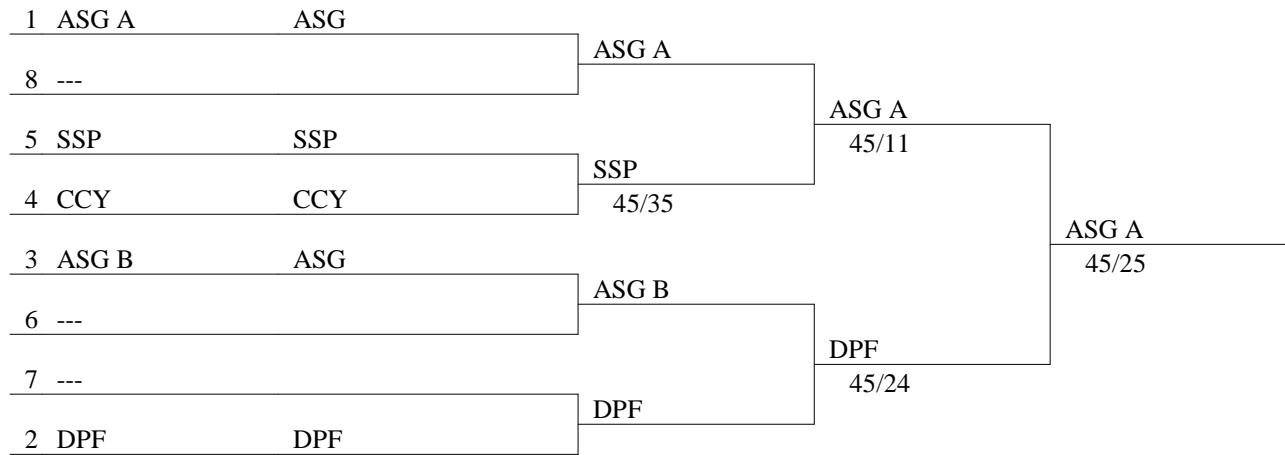 1 ASG A ASG
ASG A
8 ---
ASG A
45/11
5 SSP SSP
SSP
45/35
4 CCY CCY
ASG A
45/25
3 ASG B ASG
ASG B
6 ---
DPF
45/24
7 ---
DPF
2 DPF DPF